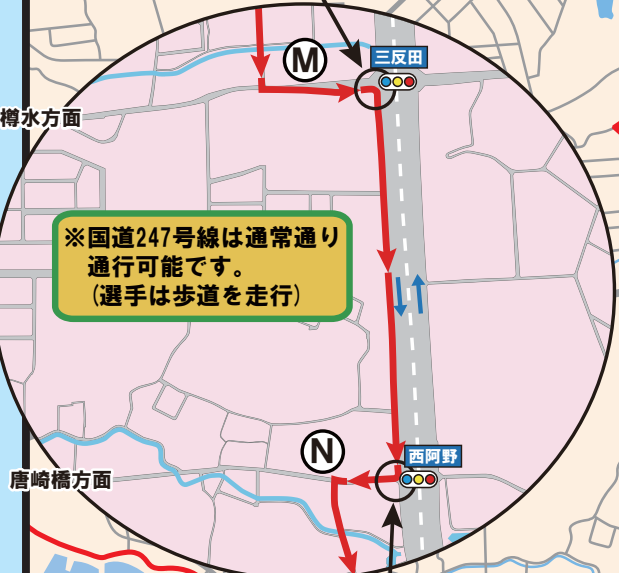 M
三反田
樽水方面
※国道247号線は通常通り
通行可能です。
(選手は歩道を走行)
N
西阿野
唐崎橋方面